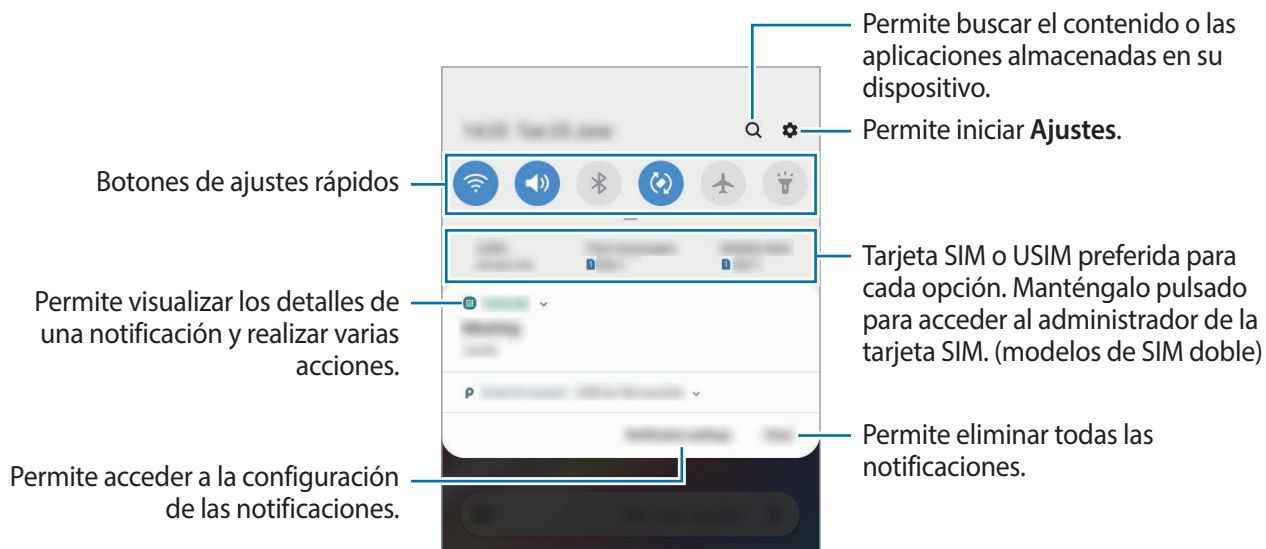 Permite buscar el contenido o las
aplicaciones almacenadas en su
dispositivo.
Permite iniciar Ajustes.
Botones de ajustes rápidos
Tarjeta SIM o USIM preferida para
cada opción. Manténgalo pulsado
para acceder al administrador de la
tarjeta SIM. (modelos de SIM doble)
Permite visualizar los detalles de
una notificación y realizar varias
acciones.
Permite eliminar todas las
notificaciones.
Permite acceder a la configuración
de las notificaciones.